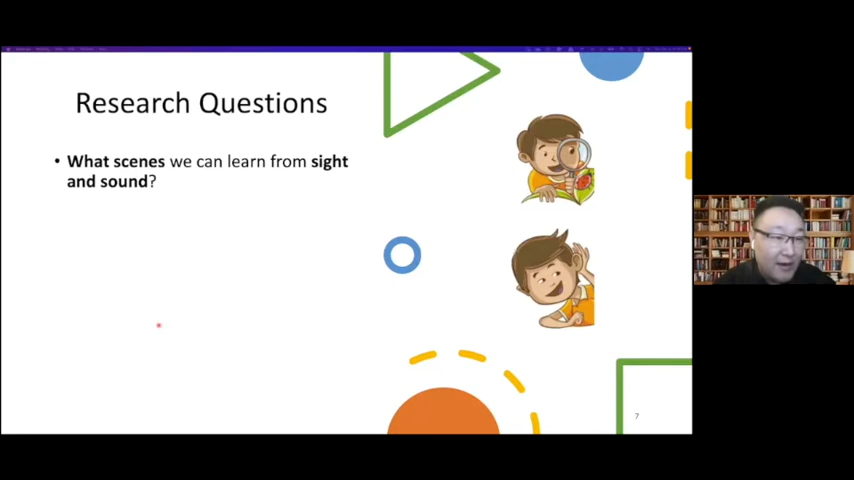 Research Questions
• What scenes we can learn from sight
and sound?
7